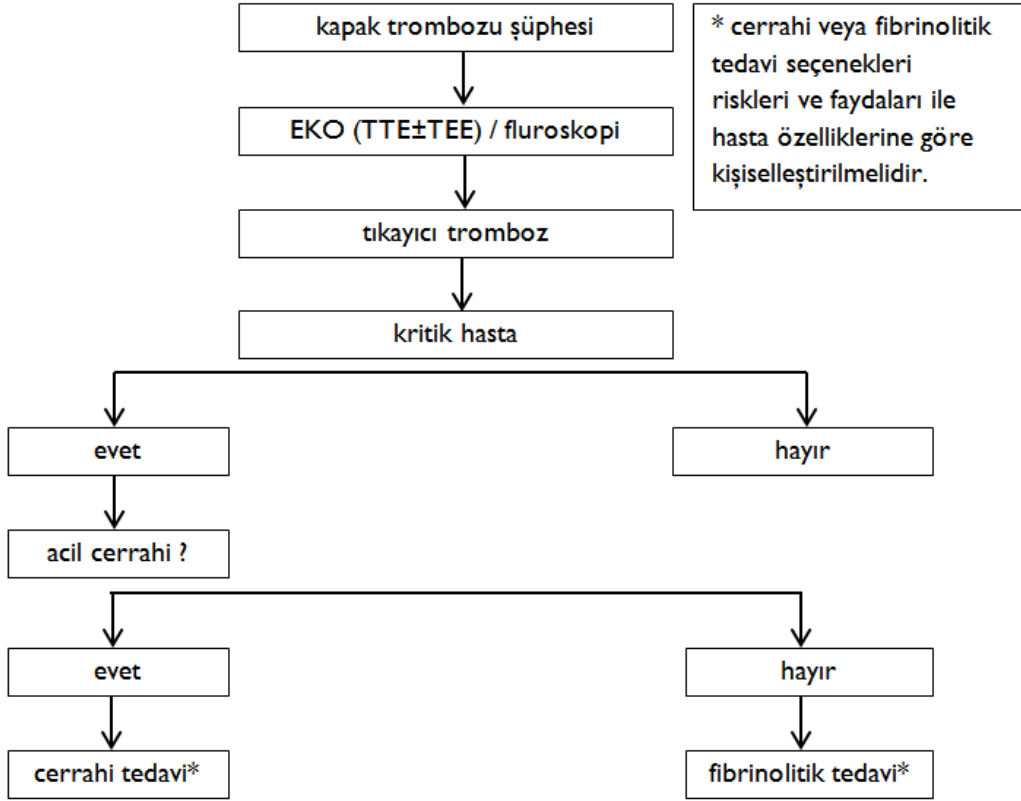 kapak trombozu şüphesi
* cerrahi veya fibrinolitik
tedavi seçenekleri
riskleri ve faydaları ile
hasta özelliklerine göre
kişiselleştirilmelidir.
EKO (TTE±TEE) / fluroskopi
tıkayıcı tromboz
kritik hasta
evet
hayır
acil cerrahi ?
evet
hayır
cerrahi tedavi*
fibrinolitik tedavi*